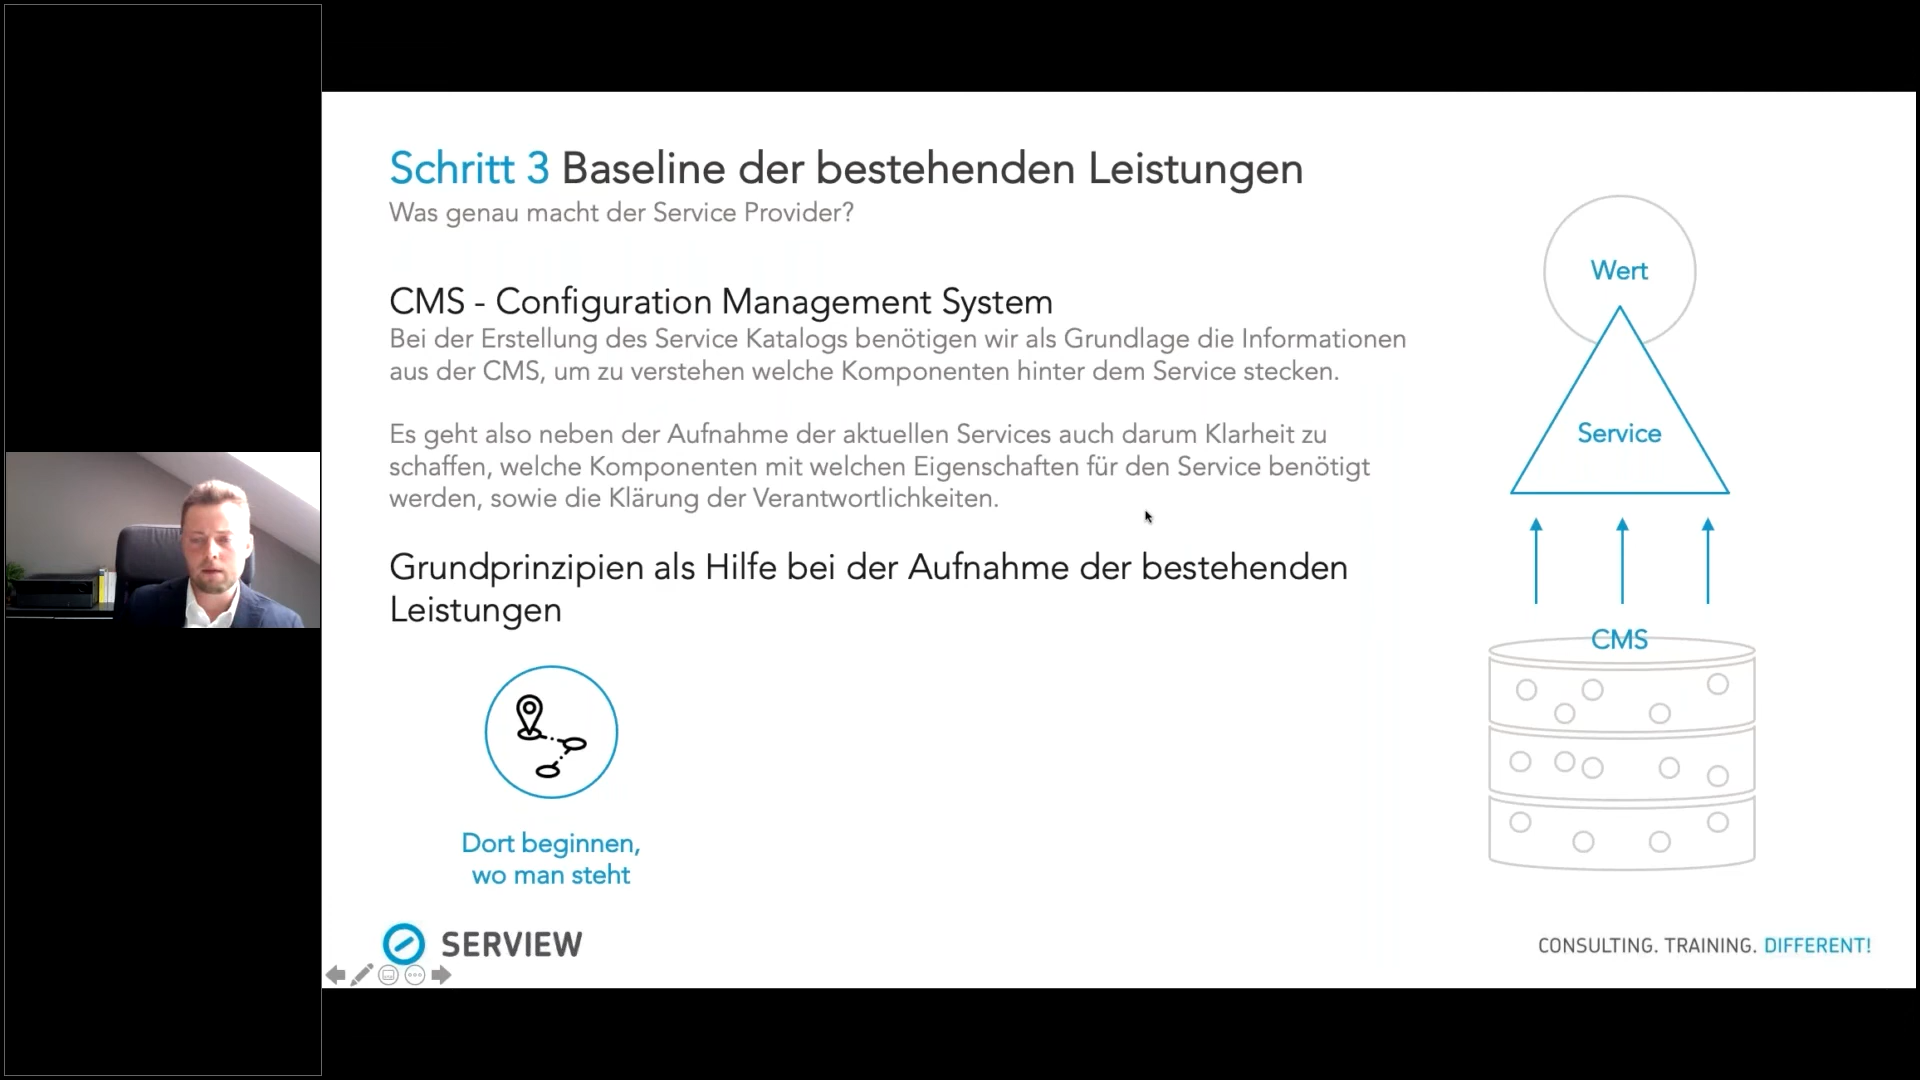 Schritt 3 Baseline der bestehenden Leistungen
Was genau macht der Service Provider?
CMS - Configuration Management System
Bei der Erstellung des Service Katalogs benötigen wir als Grundlage die Informationen
aus der CMS, um zu verstehen welche Komponenten hinter dem Service stecken.
Es geht also neben der Aufnahme der aktuellen Services auch darum Klarheit zu
schaffen, welche Komponenten mit welchen Eigenschaften für den Service benötigt
werden, sowie die Klärung der Verantwortlichkeiten.
Grundprinzipien als Hilfe bei der Aufnahme der bestehenden
Leistungen
Dort beginnen,
wo man steht
Wert
Service
CMS
SERVIEW
CONSULTING. TRAINING. DIFFERENT!